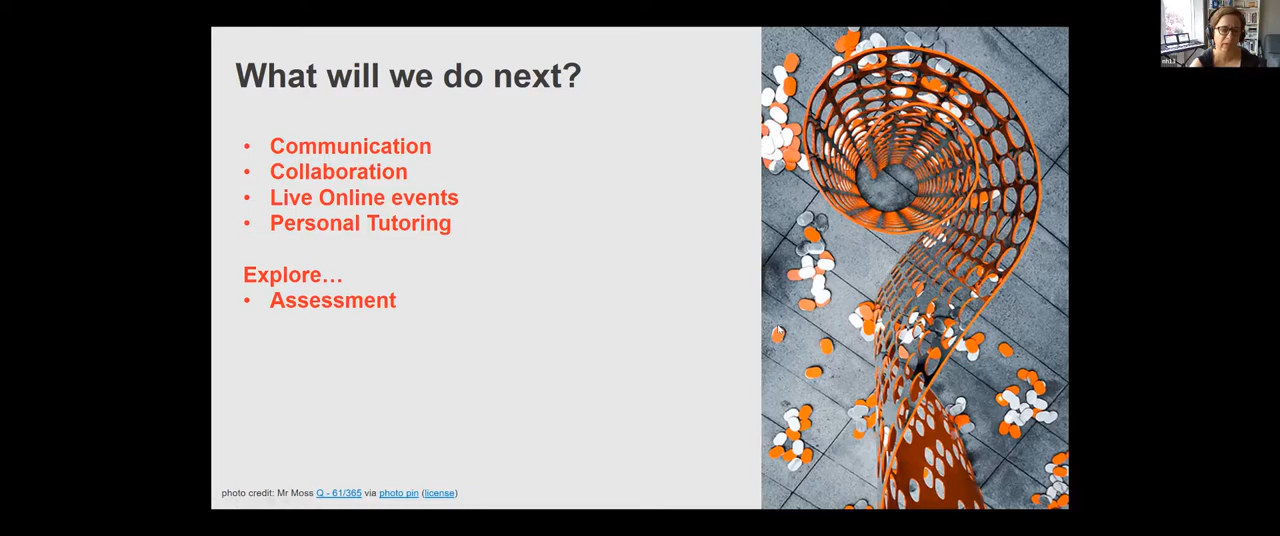 What will we do next?
• Communication
• Collaboration
• Live Online events
• Personal Tutoring
Explore…
• Assessment
photo credit: Mr Moss Q - 61/365 via photo pin (license)
nh13